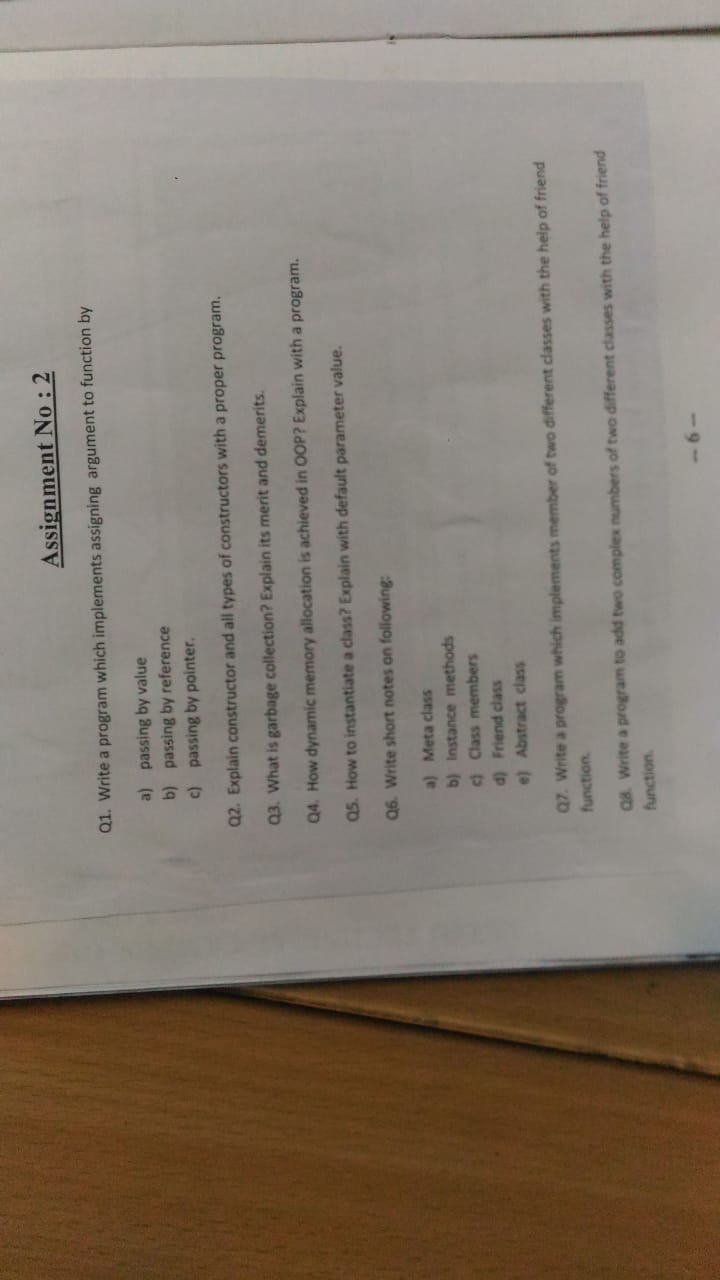 Assignment No : 2
Q1. Write a program which implements assigning argument to function by
a) passing by value
b) passing by reference
c) passing by pointer.
Q2. Explain constructor and all types of constructors with a proper program.
Q3. What is garbage collection? Explain its merit and demerits.
Q4. How dynamic memory allocation is achieved in OOP? Explain with a program.
Q5. How to instantiate a class? Explain with default parameter value.
Q6. Write short notes on following:
a) Meta class
b) Instance methods
c) Class members
d) Friend class
e) Abstract class
Q7. Write a program which implements member of two different classes with the help of friend
function.
Q8. Write a program to add two complex numbers of two different classes with the help of friend
function.
-- 6 --